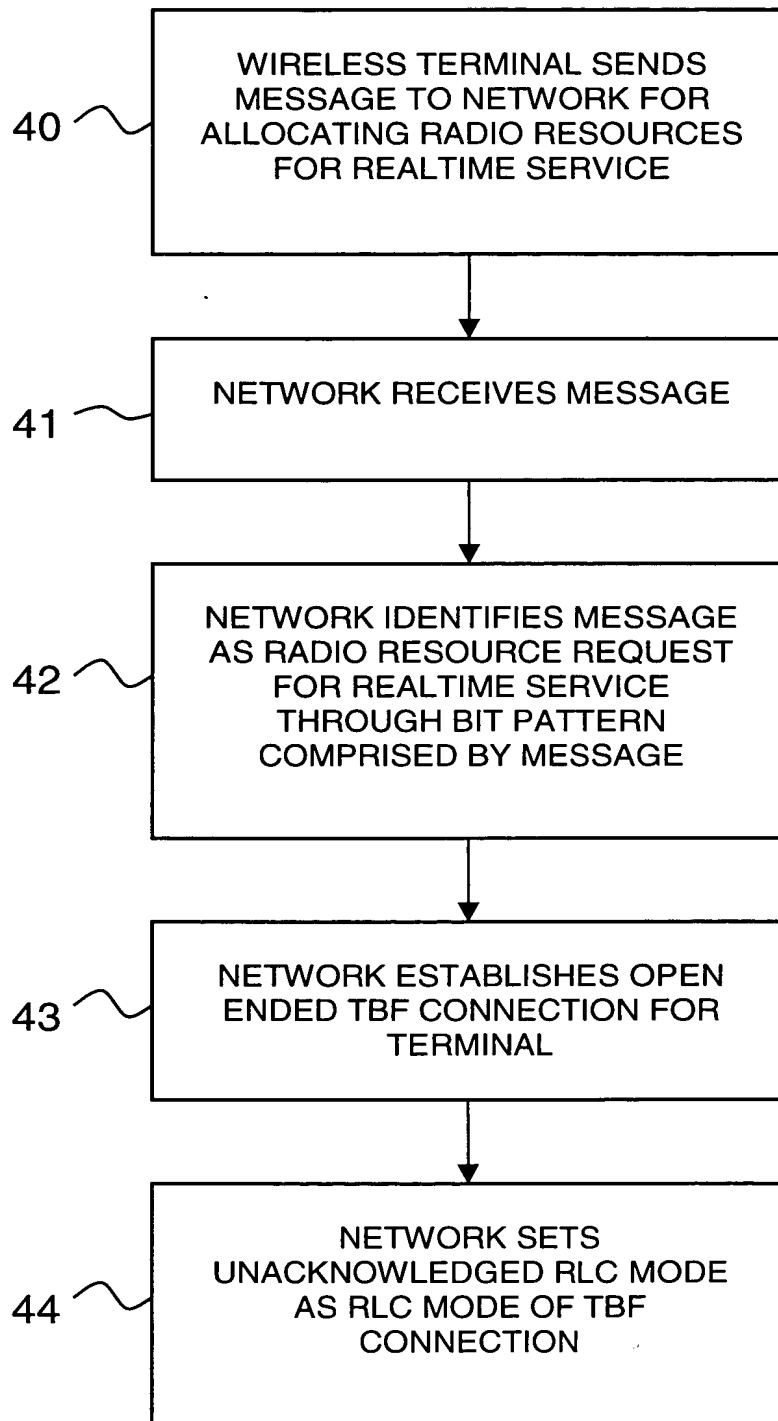 40
WIRELESS TERMINAL SENDS
MESSAGE TO NETWORK FOR
ALLOCATING RADIO RESOURCES
FOR REALTIME SERVICE
41
NETWORK RECEIVES MESSAGE
42
NETWORK IDENTIFIES MESSAGE
AS RADIO RESOURCE REQUEST
FOR REALTIME SERVICE
THROUGH BIT PATTERN
COMPRISED BY MESSAGE
43
NETWORK ESTABLISHES OPEN
ENDED TBF CONNECTION FOR
TERMINAL
44
NETWORK SETS
UNACKNOWLEDGED RLC MODE
AS RLC MODE OF TBF
CONNECTION